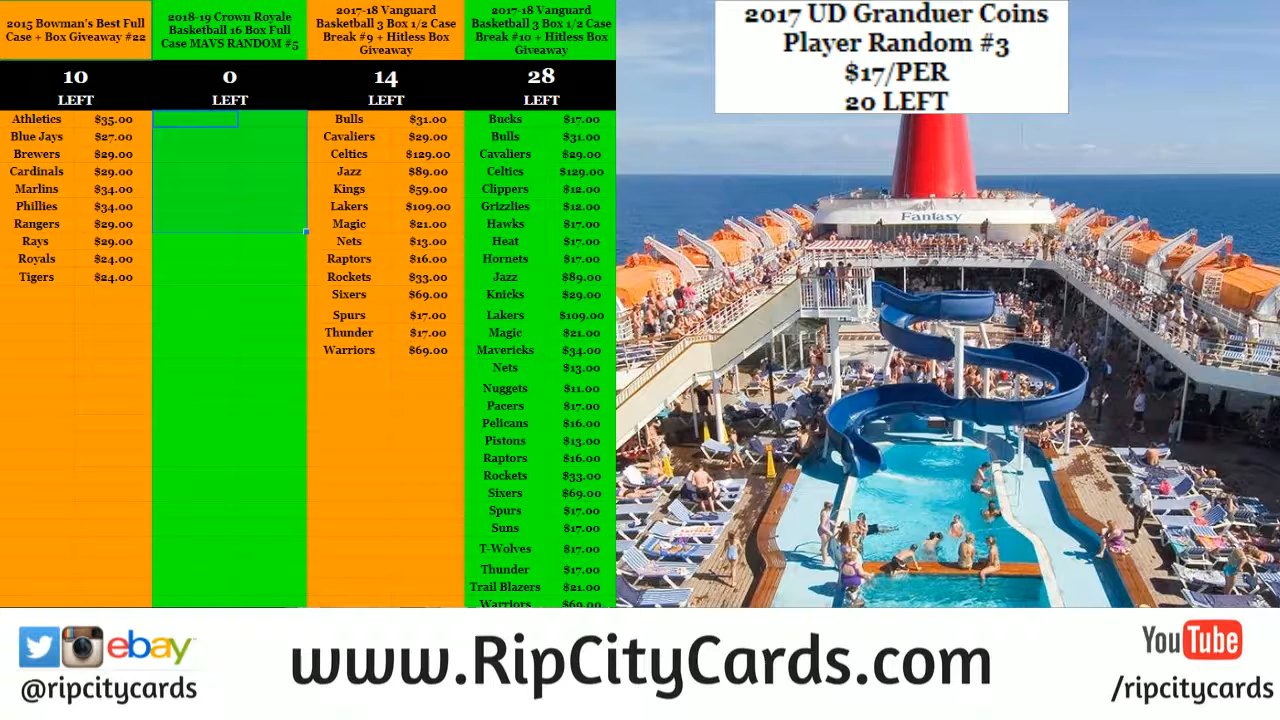 2015 Bowman's Best Full
Case + Box Giveaway #22
10
LEFT
Athletics $35.00
Blue Jays $27.00
Brewers $29.00
Cardinals $29.00
Marlins $34.00
Phillies $34.00
Rangers $29.00
Rays $29.00
Royals $24.00
Tigers $24.00
2018-19 Crown Royale
Basketball 16 Box Full
Case MAVS RANDOM #5
0
LEFT
2017-18 Vanguard
Basketball 3 Box 1/2 Case
Break #9 + Hitless Box
Giveaway
14
LEFT
Bulls $31.00
Cavaliers $29.00
Celtics $129.00
Jazz $89.00
Kings $59.00
Lakers $109.00
Magic $21.00
Nets $13.00
Raptors $16.00
Rockets $33.00
Sixers $69.00
Spurs $17.00
Thunder $17.00
Warriors $69.00
2017-18 Vanguard
Basketball 3 Box 1/2 Case
Break #10 + Hitless Box
Giveaway
28
LEFT
Bucks $17.00
Bulls $31.00
Cavaliers $29.00
Celtics $129.00
Clippers $12.00
Grizzlies $12.00
Hawks $17.00
Heat $17.00
Hornets $17.00
Jazz $89.00
Knicks $29.00
Lakers $109.00
Magic $21.00
Mavericks $34.00
Nets $13.00
Nuggets $11.00
Pacers $17.00
Pelicans $16.00
Pistons $13.00
Raptors $16.00
Rockets $33.00
Sixers $69.00
Spurs $17.00
Suns $17.00
T-Wolves $17.00
Thunder $17.00
Trail Blazers $21.00
Warriors $69.00
2017 UD Granduer Coins
Player Random #3
$17/PER
20 LEFT
Fantasy
ebay
@ripcitycards
www.RipCityCards.com
YouTube
/ripcitycards